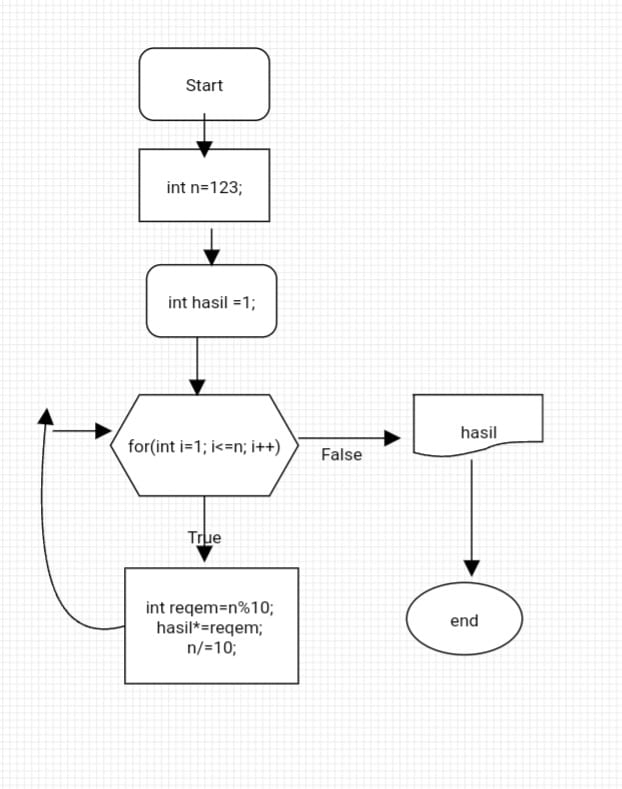 Start
int n=123;
int hasil =1;
for(int i=1; i<=n; i++)
False
hasil
True
int reqem=n%10;
hasil*=reqem;
n/=10;
end